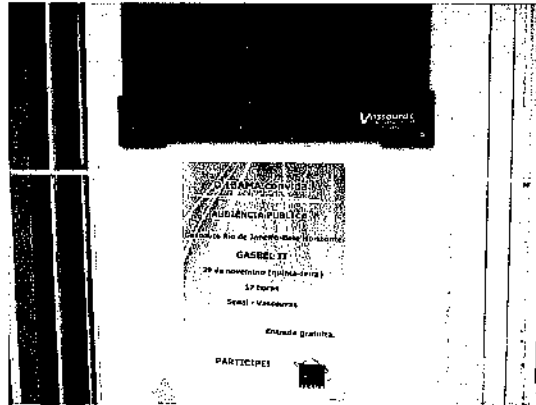 Vassouras
O IBAMA convida
AUDIÊNCIA PÚBLICA
Gasoduto Rio de Janeiro-Belo Horizonte
GASBEL II
29 de novembro (quinta-feira)
17 horas
Senai - Vassouras
Entrada gratuita.
PARTICIPE!